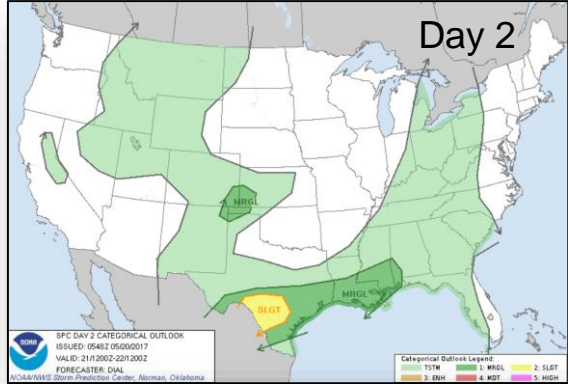 Day 2
MRGL
SLGT
MRGL
NOAA
SPC DAY 2 CATEGORICAL OUTLOOK
ISSUED: 0548Z 05/20/2017
VALID: 21/1200Z-22/1200Z
FORECASTER: DIAL
NOAA/NWS Storm Prediction Center, Norman, Oklahoma
Categorical Outlook Legend:
TSTM 1: MRGL 2: SLGT
3: ENH 4: MDT 5: HIGH